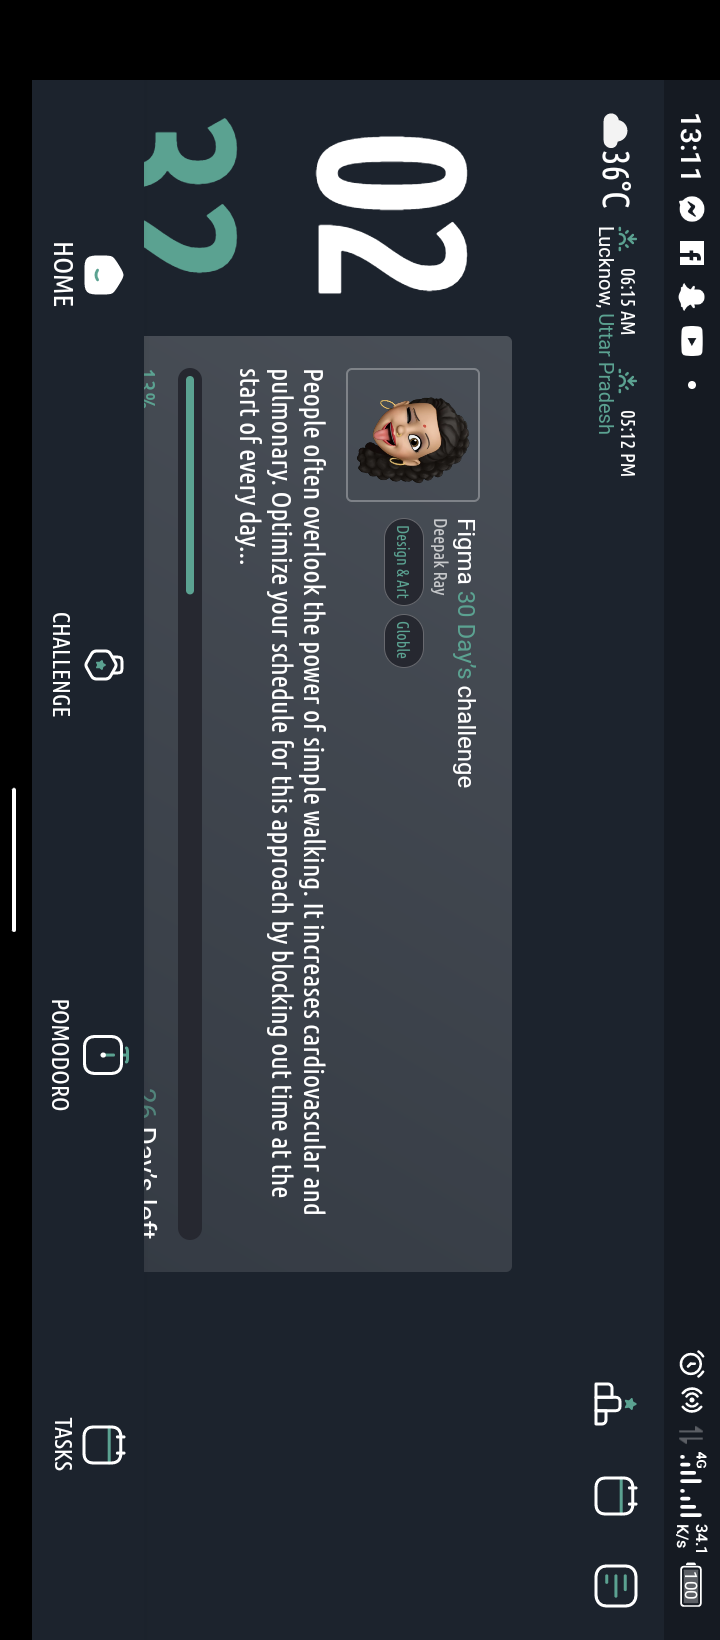 13:11
4G
34.1
K/s
100
36°C
06:15 AM
05:12 PM
Lucknow, Uttar Pradesh
02
32
Figma 30 Day's challenge
Deepak Ray
Design & Art
Globle
People often overlook the power of simple walking. It increases cardiovascular and
pulmonary. Optimize your schedule for this approach by blocking out time at the
start of every day...
13%
26 Day's left
HOME
CHALLENGE
POMODORO
TASKS